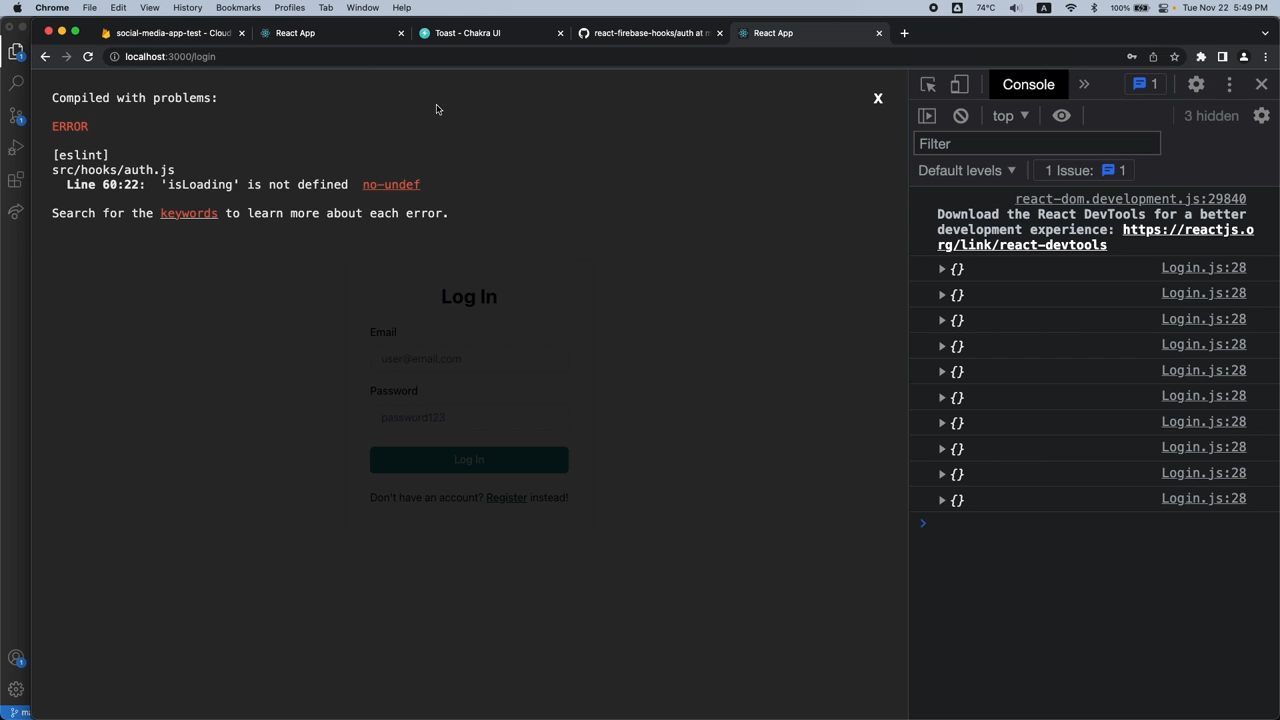 Chrome File Edit View History Bookmarks Profiles Tab Window Help 74°C A 100% Tue Nov 22 5:49 PM
social-media-app-test - Cloud React App Toast - Chakra UI react-firebase-hooks/auth at m React App
localhost:3000/login
Compiled with problems:
X
ERROR
[eslint]
src/hooks/auth.js
Line 60:22: 'isLoading' is not defined no-undef
Search for the keywords to learn more about each error.
Log In
Email
user@email.com
Password
password123
Log In
Don't have an account? Register instead!
Console 1
top 3 hidden
Filter
Default levels 1 Issue: 1
react-dom.development.js:29840
Download the React DevTools for a better
development experience: https://reactjs.o
rg/link/react-devtools
{} Login.js:28
{} Login.js:28
{} Login.js:28
{} Login.js:28
{} Login.js:28
{} Login.js:28
{} Login.js:28
{} Login.js:28
{} Login.js:28
{} Login.js:28